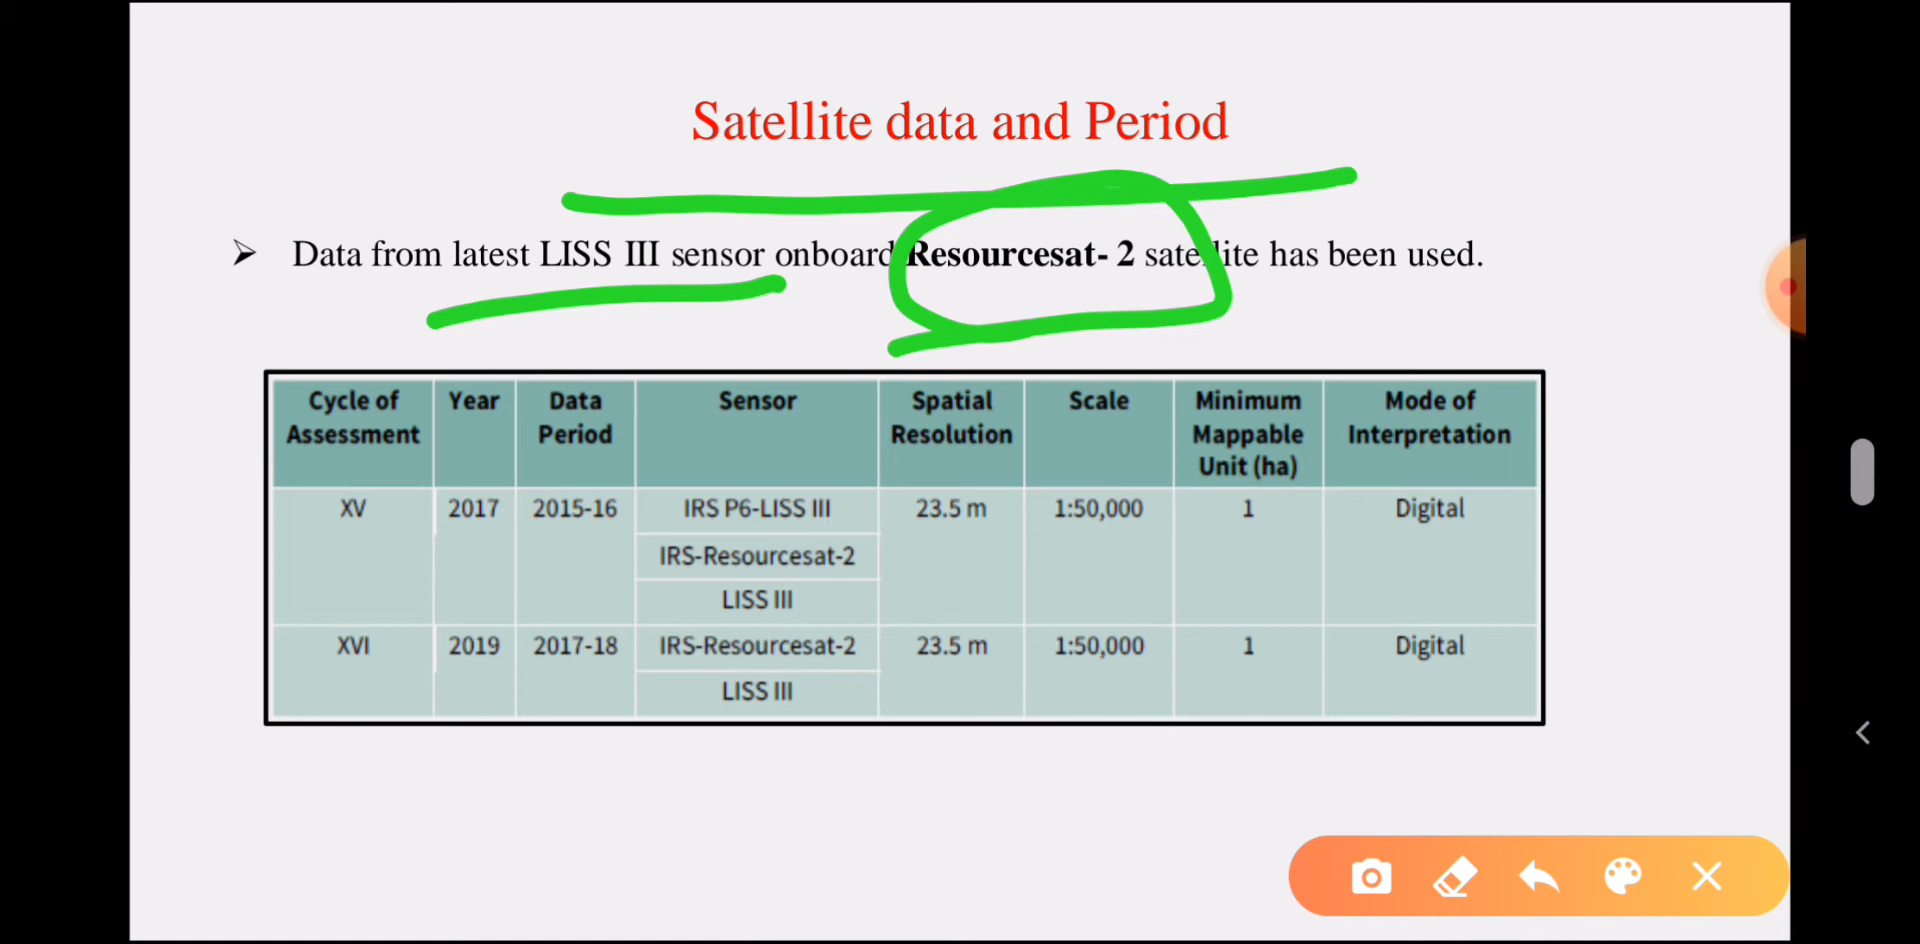 Satellite data and Period
➢ Data from latest LISS III sensor onboard Resourcesat- 2 satellite has been used.
Cycle of Assessment Year Data Period Sensor Spatial Resolution Scale Minimum Mappable Unit (ha) Mode of Interpretation
XV 2017 2015-16 IRS P6-LISS III 23.5 m 1:50,000 1 Digital
IRS-Resourcesat-2
LISS III
XVI 2019 2017-18 IRS-Resourcesat-2 23.5 m 1:50,000 1 Digital
LISS III